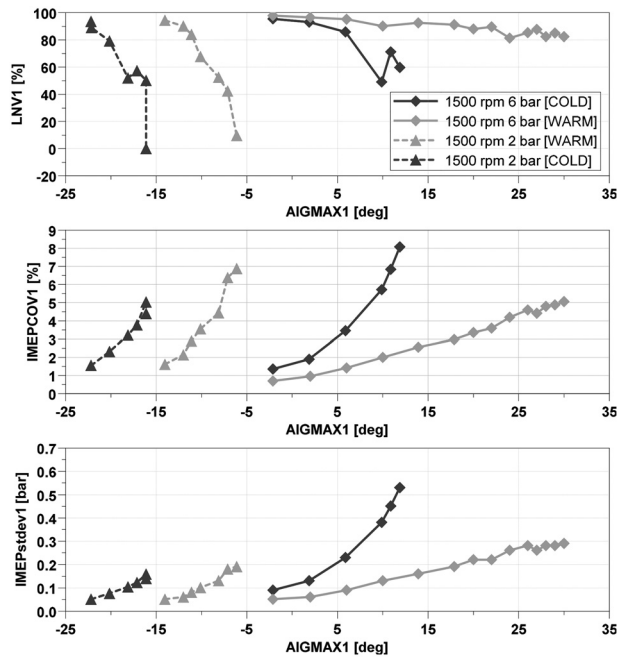 100
80
60
40
20
0
-20
LNV1 [%]
1500 rpm 6 bar [COLD]
1500 rpm 6 bar [WARM]
1500 rpm 2 bar [WARM]
1500 rpm 2 bar [COLD]
-25 -15 -5 5 15 25 35
AIGMAX1 [deg]
9
8
7
6
5
4
3
2
1
0
IMEPCOV1 [%]
-25 -15 -5 5 15 25 35
AIGMAX1 [deg]
0.7
0.6
0.5
0.4
0.3
0.2
0.1
0.0
IMEPstdev1 [bar]
-25 -15 -5 5 15 25 35
AIGMAX1 [deg]